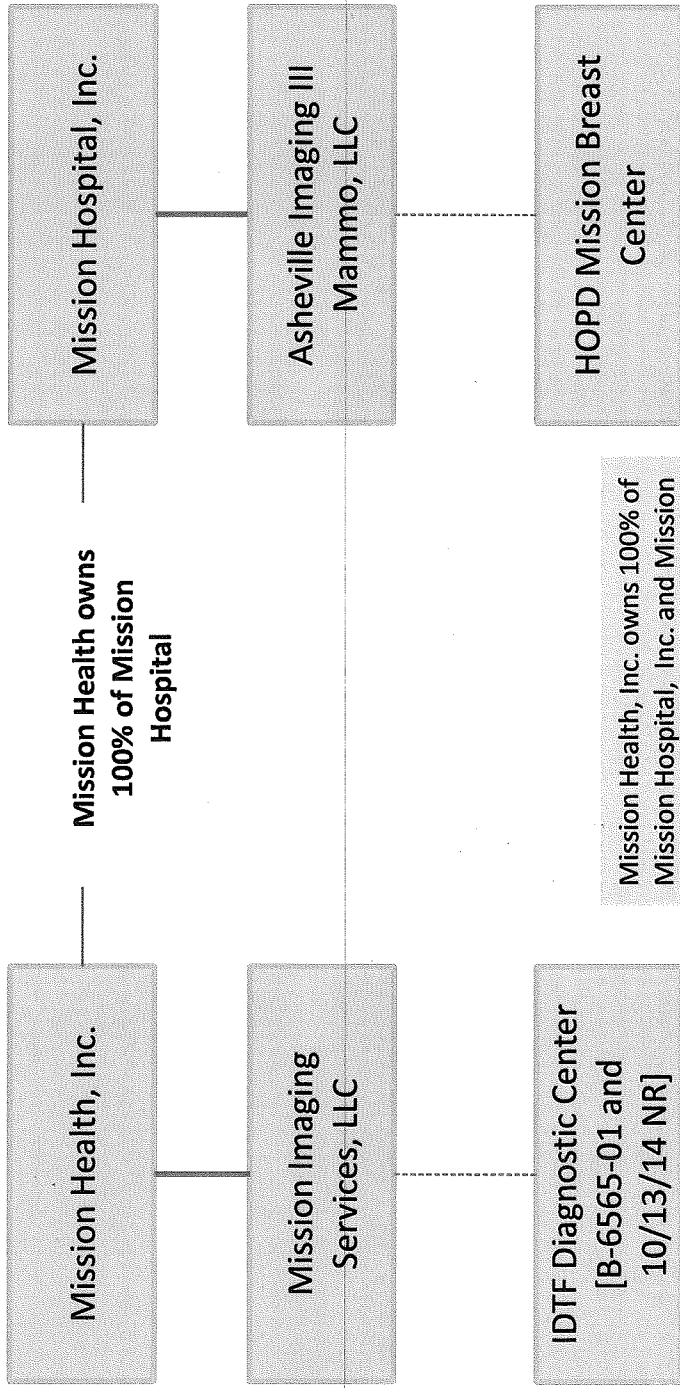 Mission Health, Inc.
Mission Health owns
100% of Mission
Hospital
Mission Hospital, Inc.
Mission Imaging
Services, LLC
Asheville Imaging III
Mammo, LLC
IDTF Diagnostic Center
[B-6565-01 and
10/13/14 NR]
Mission Health, Inc. owns 100% of
Mission Hospital, Inc. and Mission
HOPD Mission Breast
Center